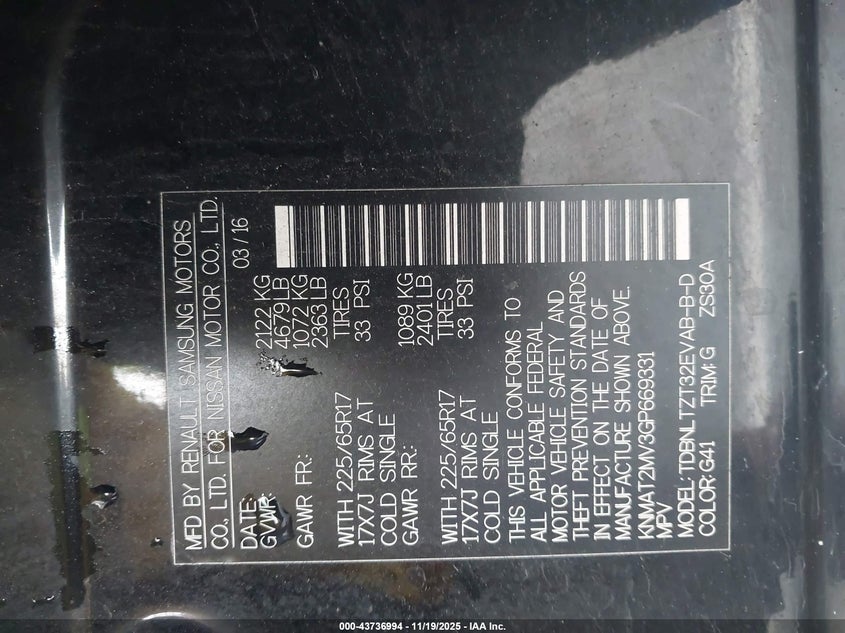 MFD BY RENAULT SAMSUNG MOTORS
CO., LTD. FOR NISSAN MOTOR CO., LTD.
DATE: 03/16
GVWR: 2122 KG
4679 LB
GAWR FR: 1072 KG
2363 LB
WITH 225/65R17 TIRES
17X7J RIMS AT 33 PSI
COLD SINGLE
GAWR RR: 1089 KG
2401 LB
WITH 225/65R17 TIRES
17X7J RIMS AT 33 PSI
COLD SINGLE
THIS VEHICLE CONFORMS TO
ALL APPLICABLE FEDERAL
MOTOR VEHICLE SAFETY AND
THEFT PREVENTION STANDARDS
IN EFFECT ON THE DATE OF
MANUFACTURE SHOWN ABOVE.
KNMAT2MV3GP669331
MPV
MODEL: TDBNLTZT32EVAB-B-D
COLOR: G41 TRIM: G ZS30A
000-43736994 - 11/19/2025 - IAA Inc.